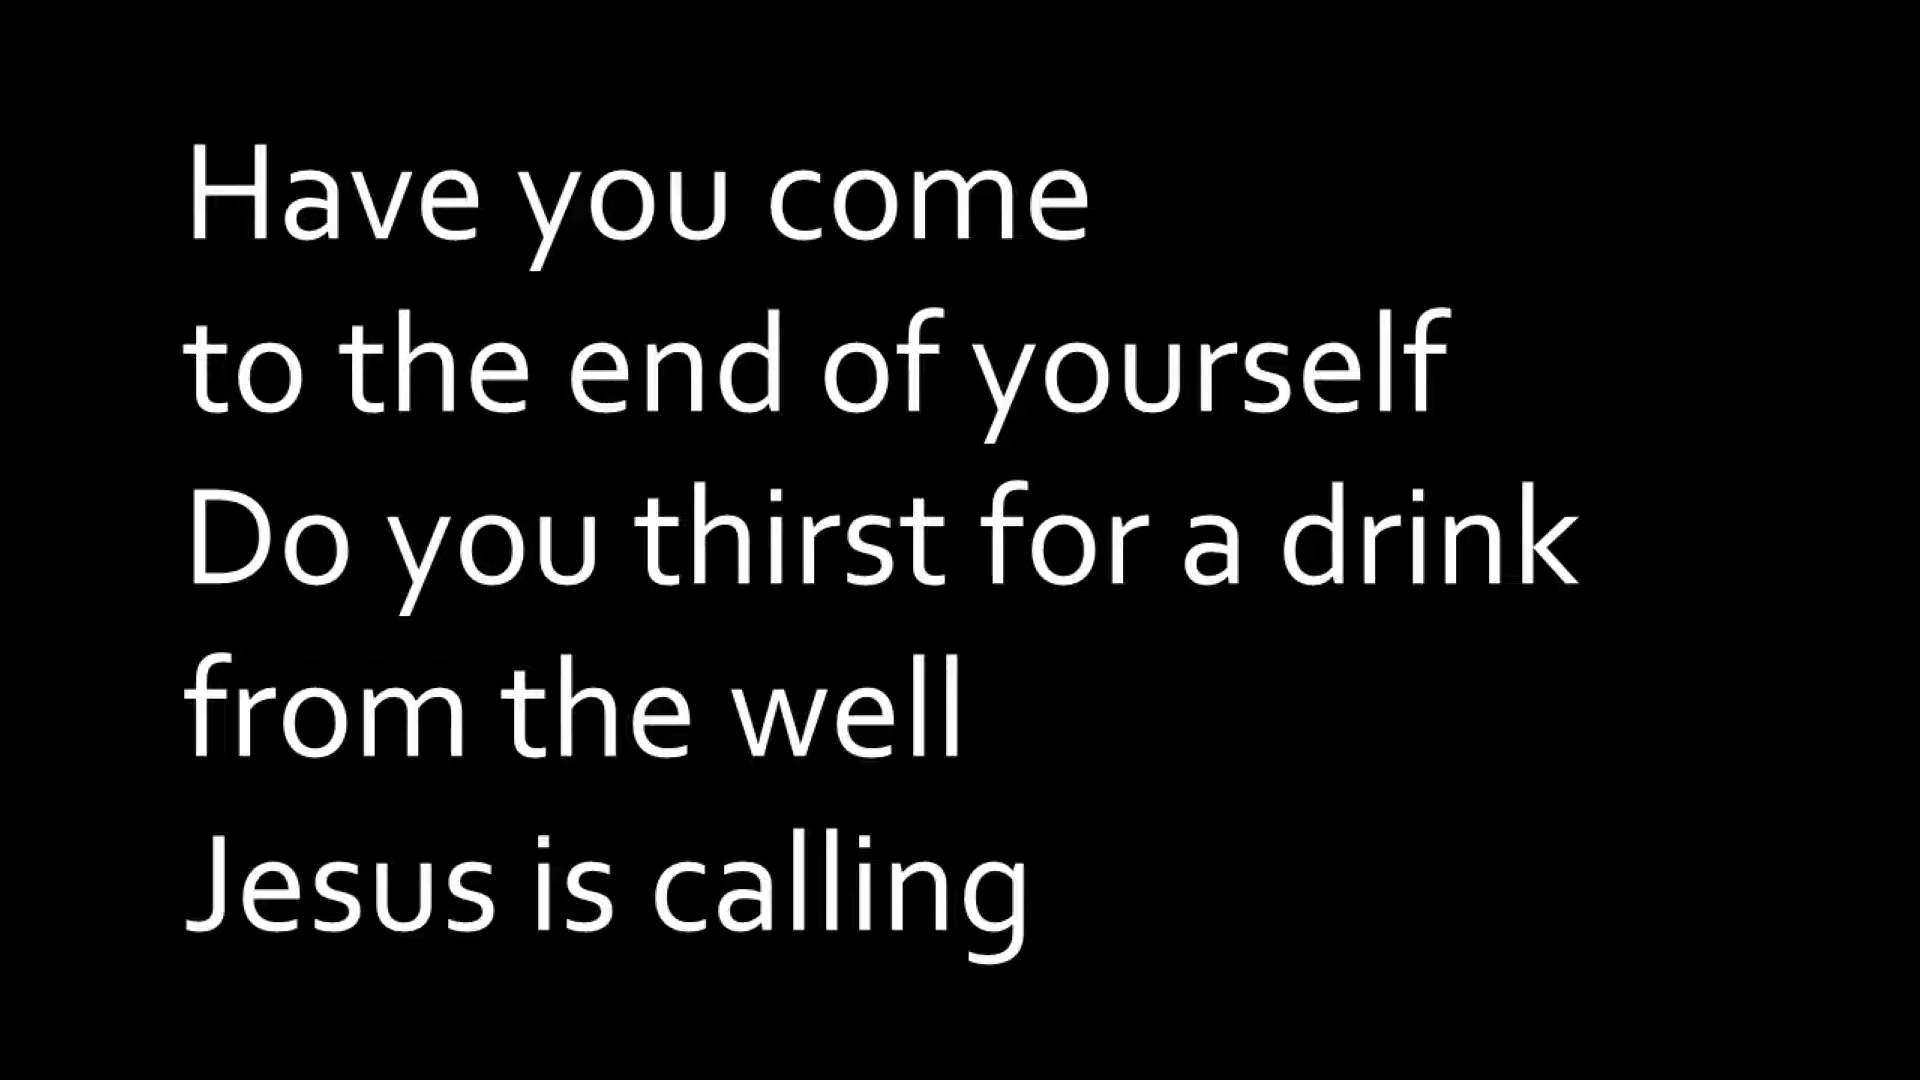 Have you come
to the end of yourself
Do you thirst for a drink
from the well
Jesus is calling